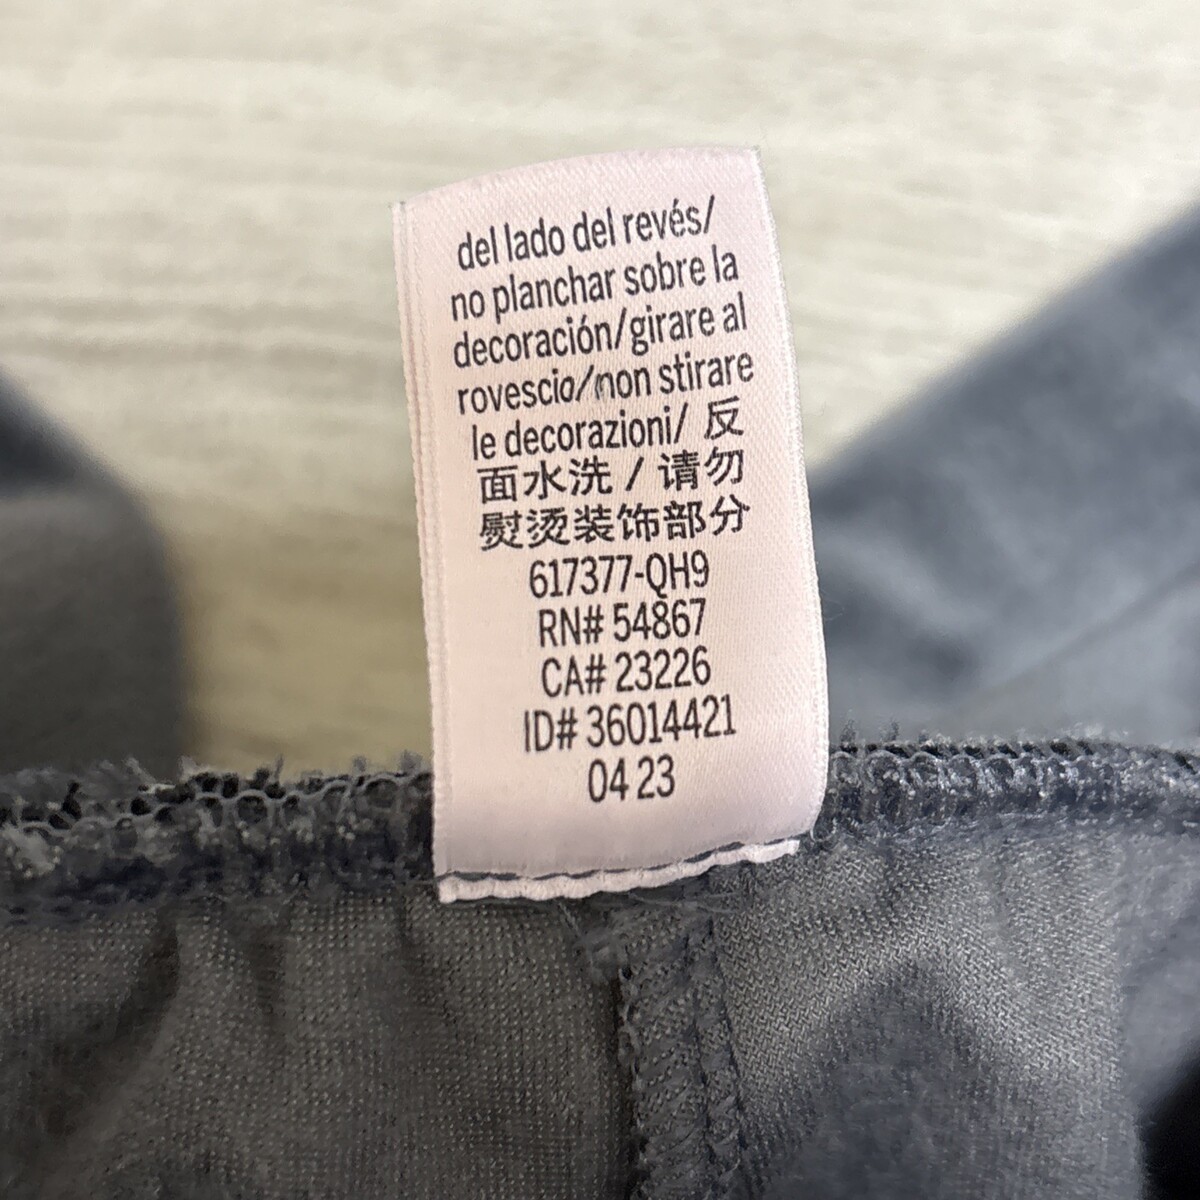 del lado del revés/
no planchar sobre la
decoración/girare al
rovescio/non stirare
le decorazioni/ 反
面水洗 / 请勿
熨烫装饰部分
617377-QH9
RN# 54867
CA# 23226
ID# 36014421
04 23